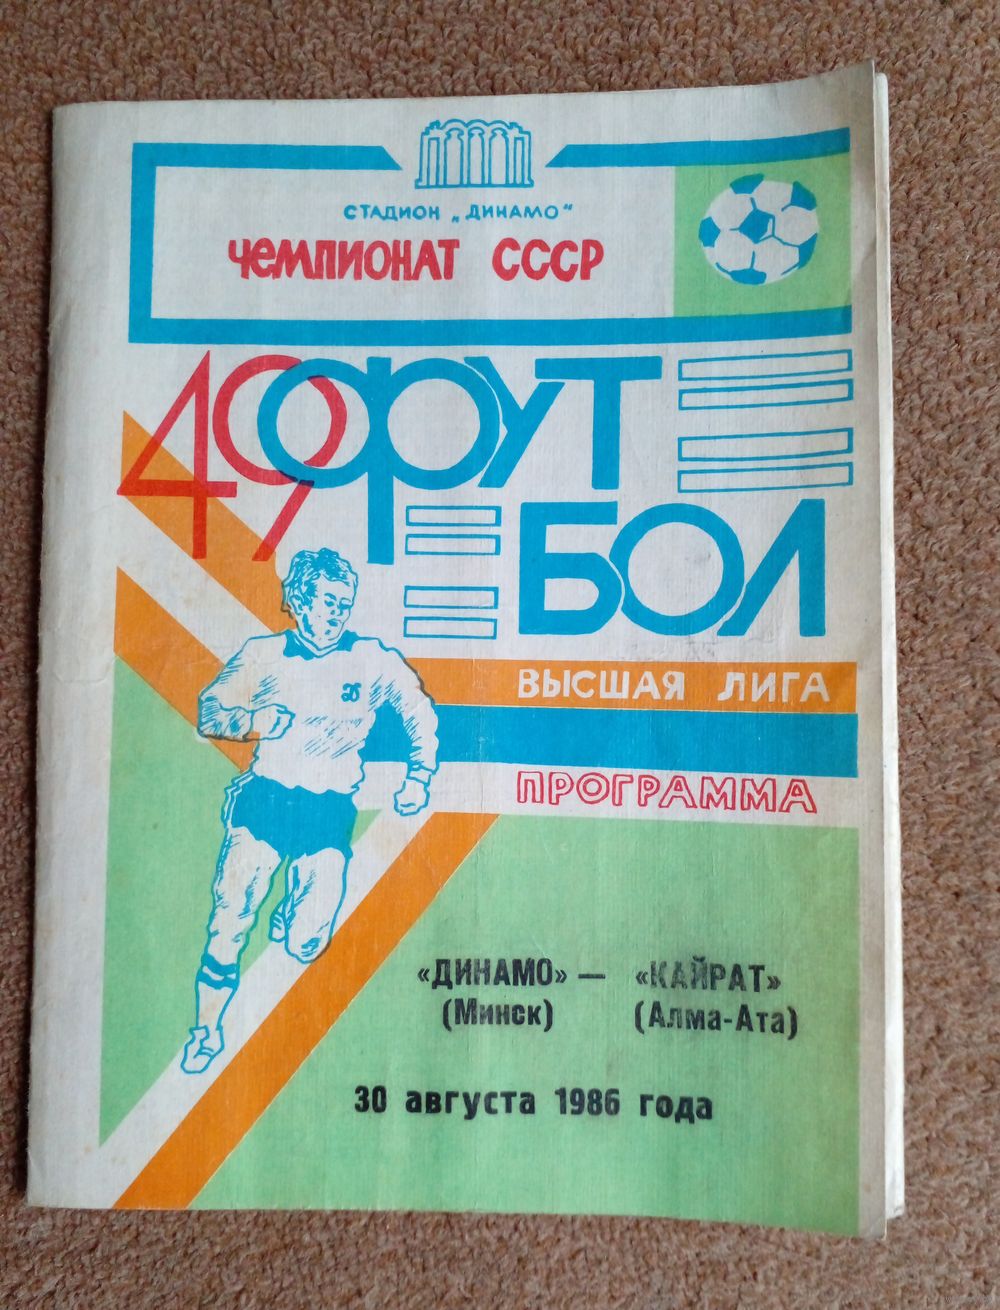 СТАДИОН „ДИНАМО“
ЧЕМПИОНАТ СССР
49 ФУТ
БОЛ
Д
ВЫСШАЯ ЛИГА
ПРОГРАММА
«ДИНАМО» — «КАЙРАТ»
(Минск) (Алма-Ата)
30 августа 1986 года